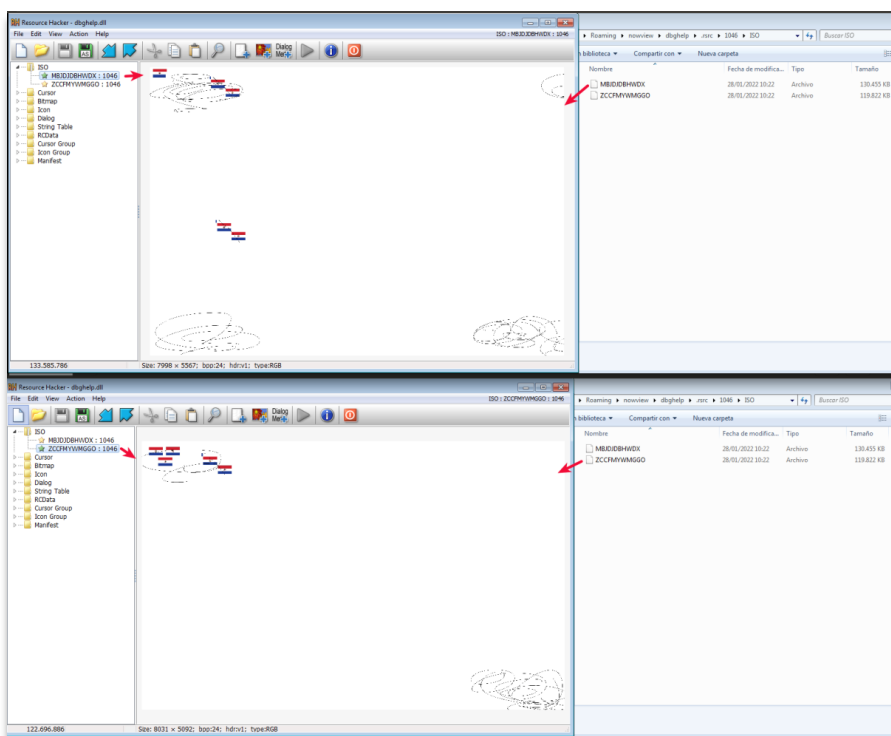 Resource Hacker - dbghelp.dll
File Edit View Action Help
ISO : MBJDJDBHWDX : 1046
Dialog
ISO
MBJDJDBHWDX : 1046
ZCCFMYWMGGO : 1046
Cursor
Bitmap
Icon
Dialog
String Table
RCData
Cursor Group
Icon Group
Manifest
133.585.786
Size: 7998 × 5567; bpp:24; hdr:v1; type:RGB
Roaming nowview dbghelp .rsrc 1046 ISO
Buscar ISO
biblioteca Compartir con Nueva carpeta
Nombre Fecha de modifica... Tipo Tamaño
MBJDJDBHWDX 28/01/2022 10:22 Archivo 130.455 KB
ZCCFMYWMGGO 28/01/2022 10:22 Archivo 119.822 KB
Resource Hacker - dbghelp.dll
File Edit View Action Help
ISO : ZCCFMYWMGGO : 1046
Dialog
ISO
MBJDJDBHWDX : 1046
ZCCFMYWMGGO : 1046
Cursor
Bitmap
Icon
Dialog
String Table
RCData
Cursor Group
Icon Group
Manifest
122.696.886
Size: 8031 × 5092; bpp:24; hdr:v1; type:RGB
Roaming nowview dbghelp .rsrc 1046 ISO
Buscar ISO
biblioteca Compartir con Nueva carpeta
Nombre Fecha de modifica... Tipo Tamaño
MBJDJDBHWDX 28/01/2022 10:22 Archivo 130.455 KB
ZCCFMYWMGGO 28/01/2022 10:22 Archivo 119.822 KB